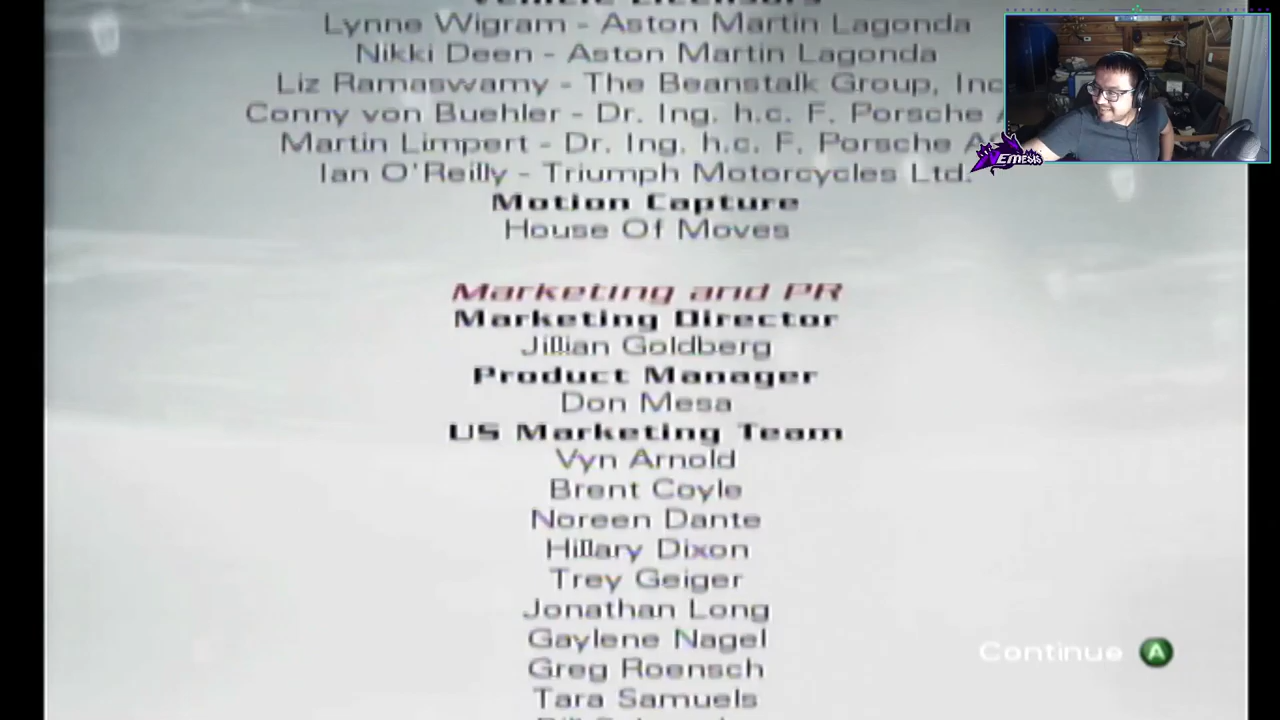 Vehicle Licensors
Lynne Wigram - Aston Martin Lagonda
Nikki Deen - Aston Martin Lagonda
Liz Ramaswamy - The Beanstalk Group, Inc
Conny von Buehler - Dr. Ing. h.c. F. Porsche
Martin Limpert - Dr. Ing. h.c. F. Porsche
Ian O'Reilly - Triumph Motorcycles Ltd.
NEMESIS
Motion Capture
House Of Moves
Marketing and PR
Marketing Director
Jillian Goldberg
Product Manager
Don Mesa
US Marketing Team
Vyn Arnold
Brent Coyle
Noreen Dante
Hillary Dixon
Trey Geiger
Jonathan Long
Gaylene Nagel
Greg Roensch
Tara Samuels
Continue A